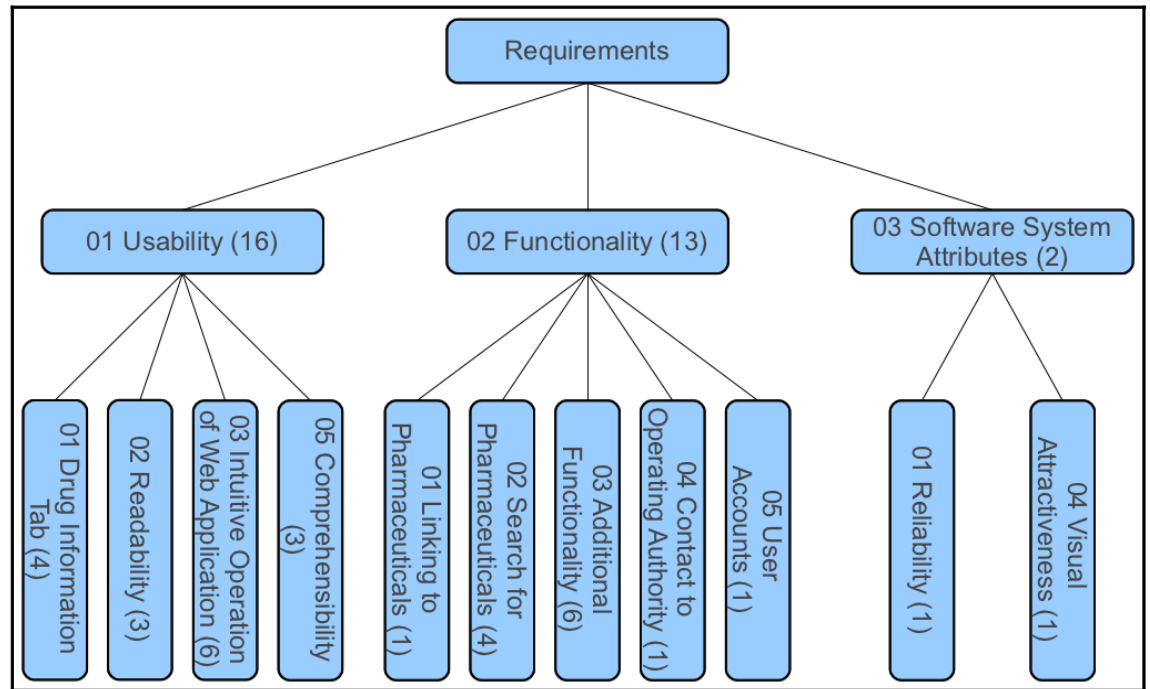 Requirements
01 Usability (16)
02 Functionality (13)
03 Software System
Attributes (2)
01 Drug Information
Tab (4)
02 Readability (3)
03 Intuitive Operation
of Web Application (6)
05 Comprehensibility
(3)
01 Linking to
Pharmaceuticals (1)
02 Search for
Pharmaceuticals (4)
03 Additional
Functionality (6)
04 Contact to
Operating Authority (1)
05 User
Accounts (1)
01 Reliability (1)
04 Visual
Attractiveness (1)